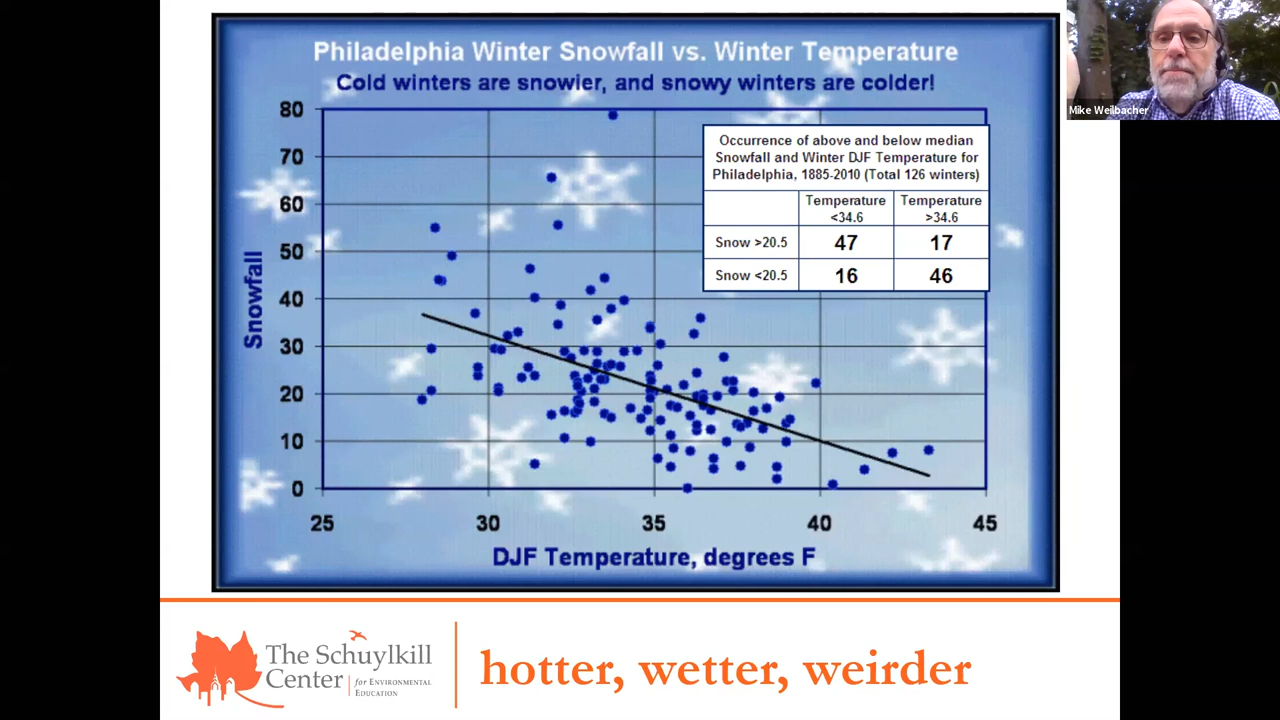 Philadelphia Winter Snowfall vs. Winter Temperature
Cold winters are snowier, and snowy winters are colder!
Mike Weilbacher
80
70
60
50
40
30
20
10
0
Snowfall
Occurrence of above and below median
Snowfall and Winter DJF Temperature for
Philadelphia, 1885-2010 (Total 126 winters)
Temperature <34.6
Temperature >34.6
Snow >20.5 47 17
Snow <20.5 16 46
25 30 35 40 45
DJF Temperature, degrees F
The Schuylkill
Center
for Environmental
Education
hotter, wetter, weirder